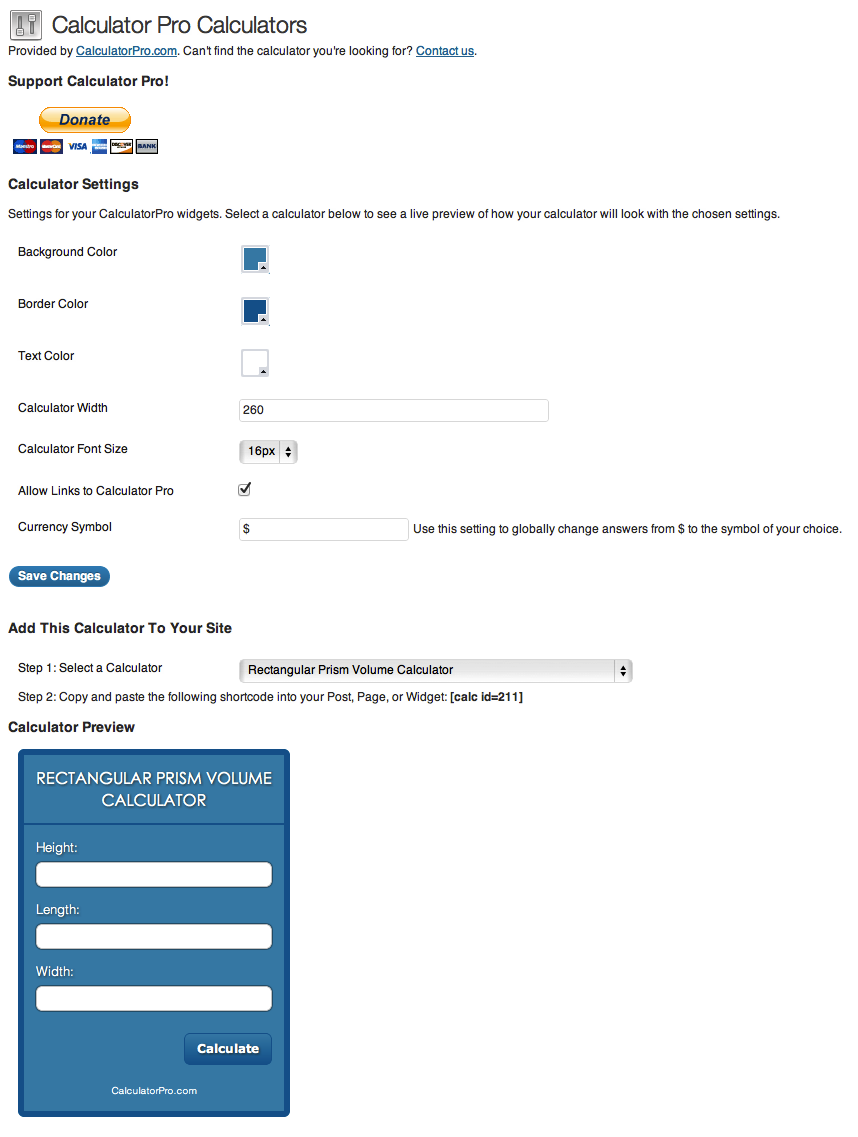 Calculator Pro Calculators
Provided by CalculatorPro.com. Can't find the calculator you're looking for? Contact us.
Support Calculator Pro!
Donate
Maestro MasterCard VISA DISCOVER BANK
Calculator Settings
Settings for your CalculatorPro widgets. Select a calculator below to see a live preview of how your calculator will look with the chosen settings.
Background Color
Border Color
Text Color
Calculator Width 260
Calculator Font Size 16px
Allow Links to Calculator Pro
Currency Symbol $ Use this setting to globally change answers from $ to the symbol of your choice.
Save Changes
Add This Calculator To Your Site
Step 1: Select a Calculator Rectangular Prism Volume Calculator
Step 2: Copy and paste the following shortcode into your Post, Page, or Widget: [calc id=211]
Calculator Preview
RECTANGULAR PRISM VOLUME
CALCULATOR
Height:
Length:
Width:
Calculate
CalculatorPro.com